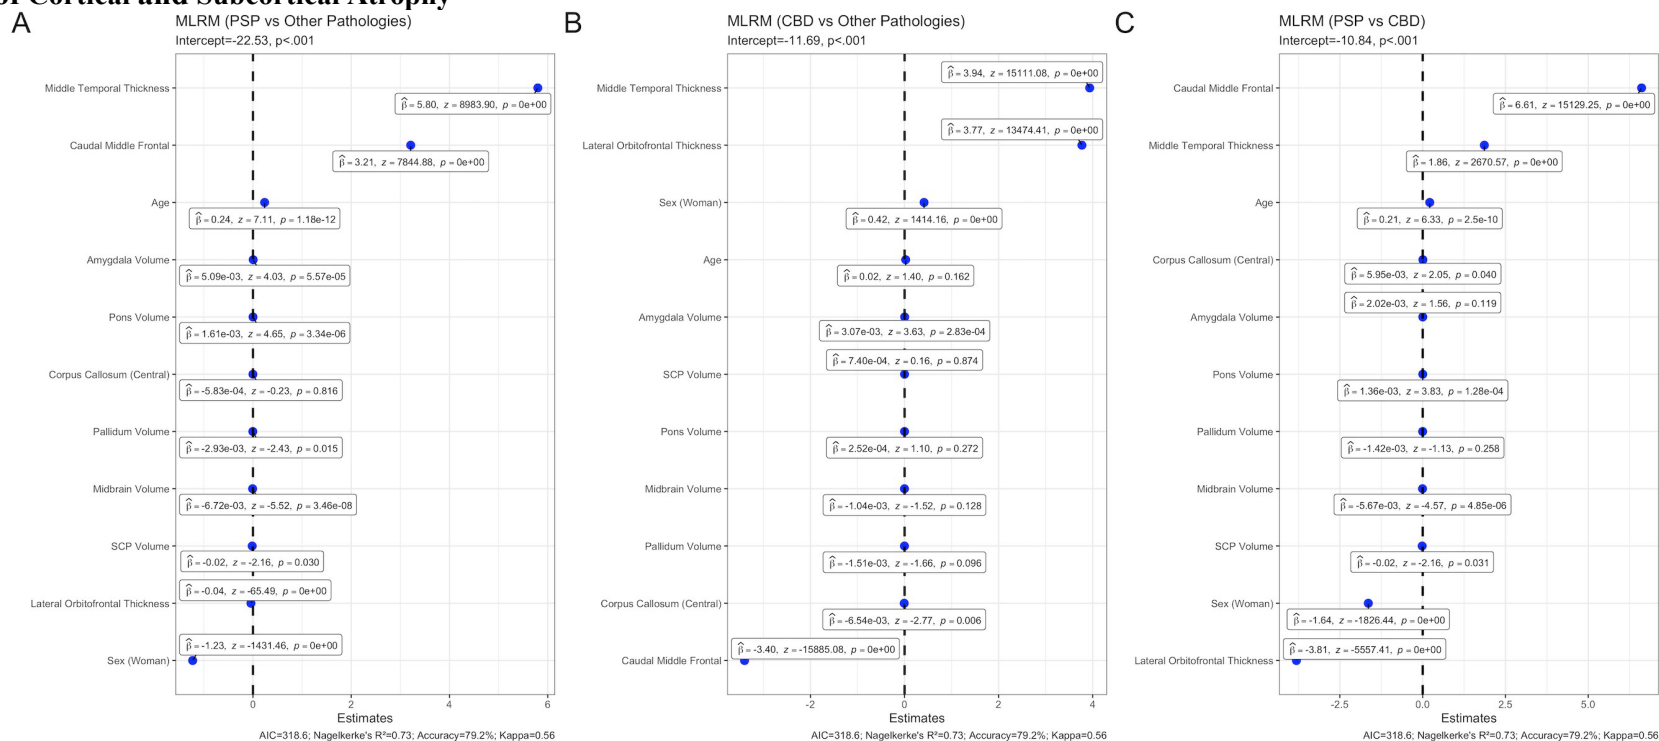 of Cortical and Subcortical Atrophy
A
MLRM (PSP vs Other Pathologies)
Intercept=-22.53, p<.001
Middle Temporal Thickness
β̂ = 5.80, z = 8983.90, p = 0e+00
Caudal Middle Frontal
β̂ = 3.21, z = 7844.88, p = 0e+00
Age
β̂ = 0.24, z = 7.11, p = 1.18e-12
Amygdala Volume
β̂ = 5.09e-03, z = 4.03, p = 5.57e-05
Pons Volume
β̂ = 1.61e-03, z = 4.65, p = 3.34e-06
Corpus Callosum (Central)
β̂ = -5.83e-04, z = -0.23, p = 0.816
Pallidum Volume
β̂ = -2.93e-03, z = -2.43, p = 0.015
Midbrain Volume
β̂ = -6.72e-03, z = -5.52, p = 3.46e-08
SCP Volume
β̂ = -0.02, z = -2.16, p = 0.030
β̂ = -0.04, z = -65.49, p = 0e+00
Lateral Orbitofrontal Thickness
β̂ = -1.23, z = -1431.46, p = 0e+00
Sex (Woman)
0 2 4 6
Estimates
AIC=318.6; Nagelkerke's R²=0.73; Accuracy=79.2%; Kappa=0.56
B
MLRM (CBD vs Other Pathologies)
Intercept=-11.69, p<.001
β̂ = 3.94, z = 15111.08, p = 0e+00
Middle Temporal Thickness
β̂ = 3.77, z = 13474.41, p = 0e+00
Lateral Orbitofrontal Thickness
Sex (Woman)
β̂ = 0.42, z = 1414.16, p = 0e+00
Age
β̂ = 0.02, z = 1.40, p = 0.162
Amygdala Volume
β̂ = 3.07e-03, z = 3.63, p = 2.83e-04
β̂ = 7.40e-04, z = 0.16, p = 0.874
SCP Volume
Pons Volume
β̂ = 2.52e-04, z = 1.10, p = 0.272
Midbrain Volume
β̂ = -1.04e-03, z = -1.52, p = 0.128
Pallidum Volume
β̂ = -1.51e-03, z = -1.66, p = 0.096
Corpus Callosum (Central)
β̂ = -6.54e-03, z = -2.77, p = 0.006
β̂ = -3.40, z = -15885.08, p = 0e+00
Caudal Middle Frontal
-2 0 2 4
Estimates
AIC=318.6; Nagelkerke's R²=0.73; Accuracy=79.2%; Kappa=0.56
C
MLRM (PSP vs CBD)
Intercept=-10.84, p<.001
Caudal Middle Frontal
β̂ = 6.61, z = 15129.25, p = 0e+00
Middle Temporal Thickness
β̂ = 1.86, z = 2670.57, p = 0e+00
Age
β̂ = 0.21, z = 6.33, p = 2.5e-10
Corpus Callosum (Central)
β̂ = 5.95e-03, z = 2.05, p = 0.040
β̂ = 2.02e-03, z = 1.56, p = 0.119
Amygdala Volume
Pons Volume
β̂ = 1.36e-03, z = 3.83, p = 1.28e-04
Pallidum Volume
β̂ = -1.42e-03, z = -1.13, p = 0.258
Midbrain Volume
β̂ = -5.67e-03, z = -4.57, p = 4.85e-06
SCP Volume
β̂ = -0.02, z = -2.16, p = 0.031
Sex (Woman)
β̂ = -1.64, z = -1826.44, p = 0e+00
β̂ = -3.81, z = -5557.41, p = 0e+00
Lateral Orbitofrontal Thickness
-2.5 0.0 2.5 5.0
Estimates
AIC=318.6; Nagelkerke's R²=0.73; Accuracy=79.2%; Kappa=0.56